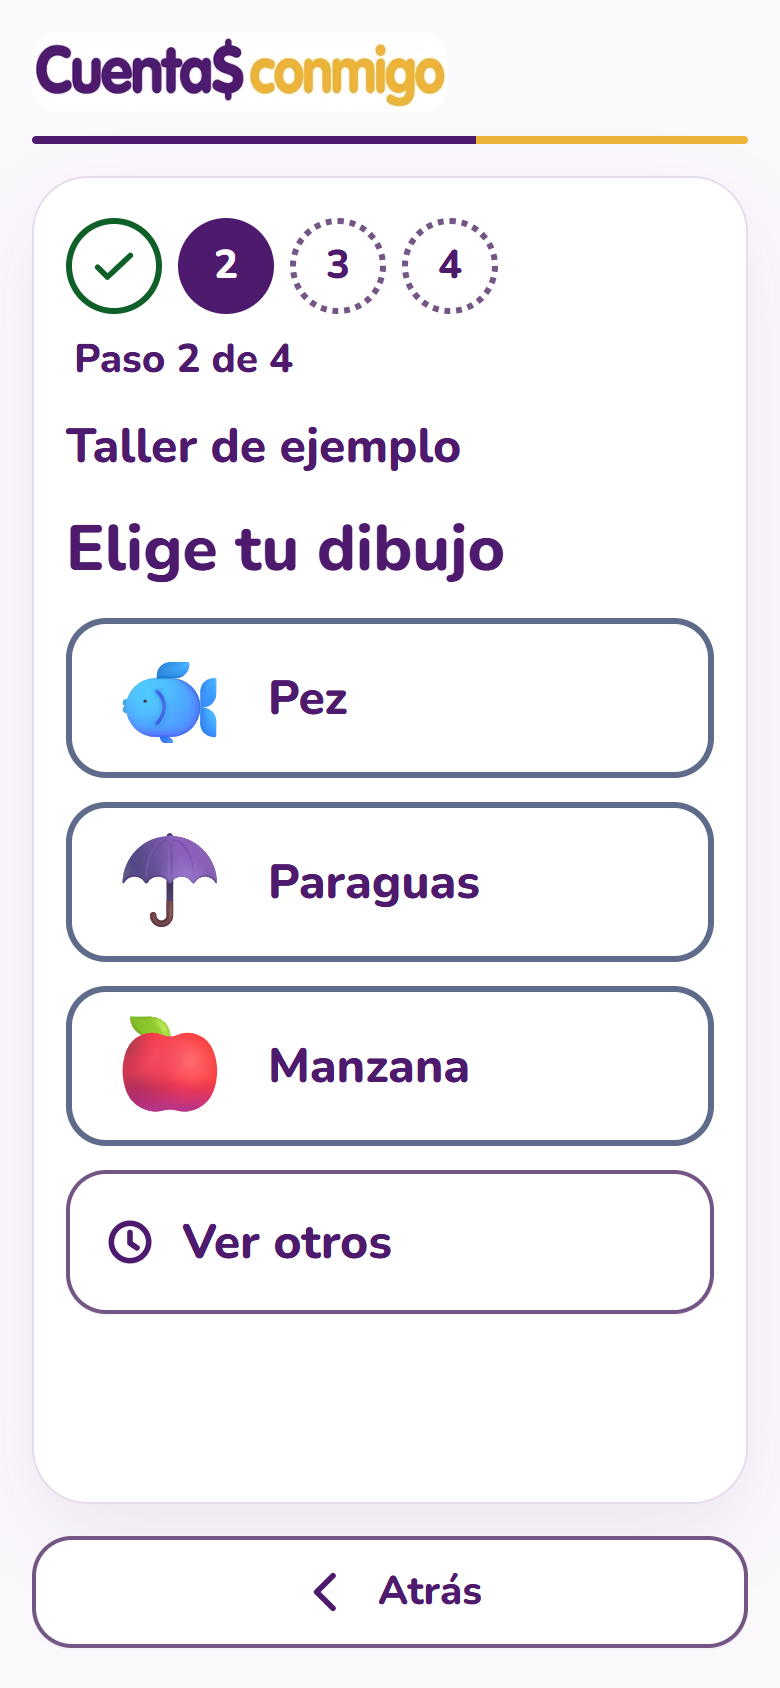 Cuenta$ conmigo
2 3 4
Paso 2 de 4
Taller de ejemplo
Elige tu dibujo
Pez
Paraguas
Manzana
Ver otros
Atrás